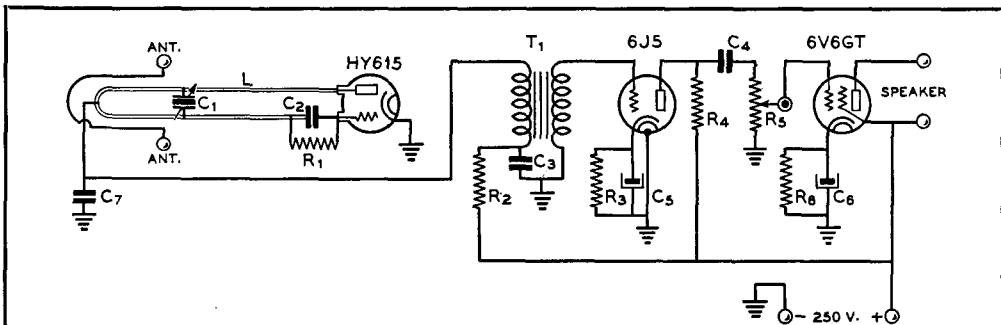 ANT.
L
HY615
C1
C2
R1
ANT.
C7
T1
R2
C3
6J5
R3
C5
R4
C4
R5
6V6GT
R6
C6
SPEAKER
- 250 V. +